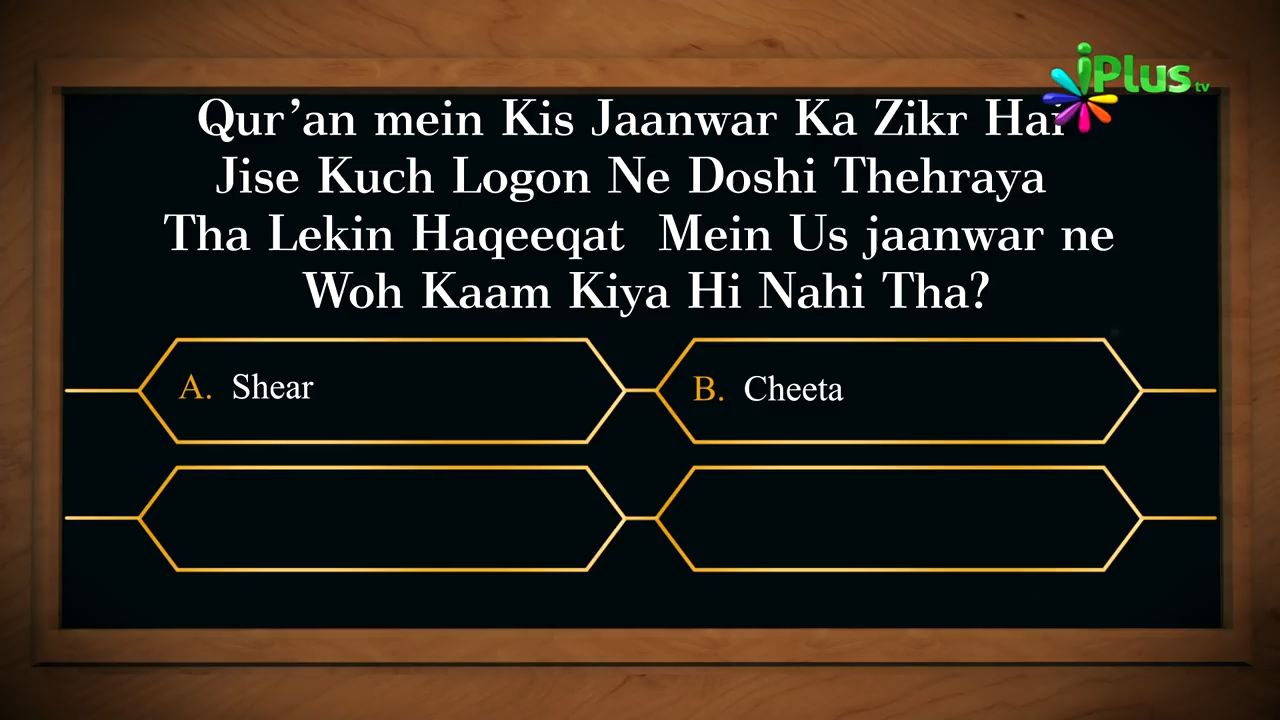 iPlus tv
Qur'an mein Kis Jaanwar Ka Zikr Hai
Jise Kuch Logon Ne Doshi Thehraya
Tha Lekin Haqeeqat Mein Us jaanwar ne
Woh Kaam Kiya Hi Nahi Tha?
A. Shear
B. Cheeta